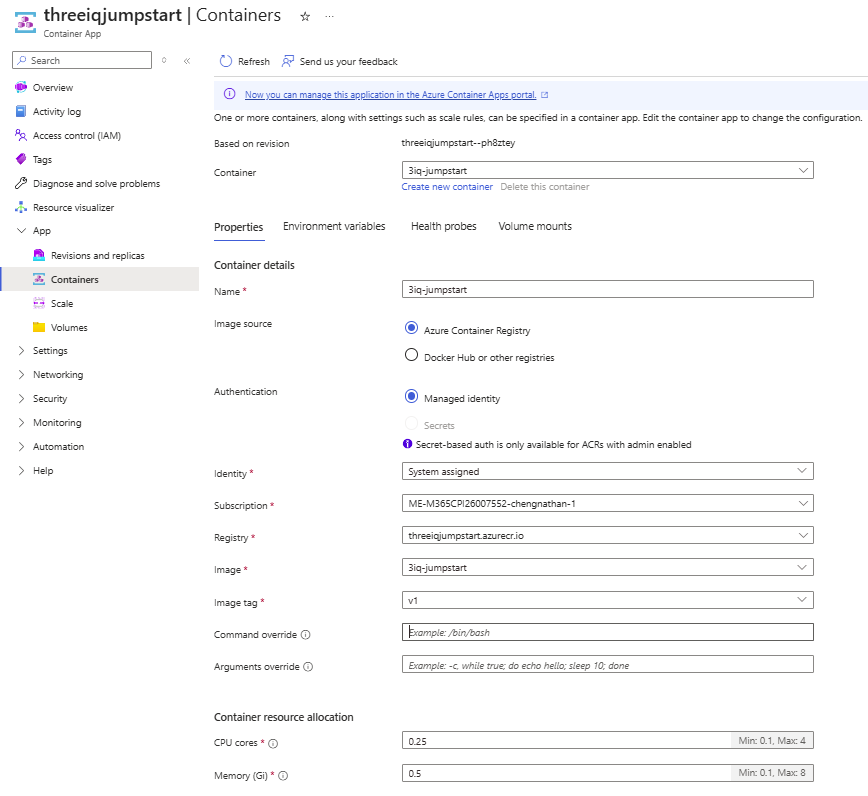 threeiqjumpstart | Containers
Container App
Search
Refresh
Send us your feedback
Now you can manage this application in the Azure Container Apps portal.
One or more containers, along with settings such as scale rules, can be specified in a container app. Edit the container app to change the configuration.
Overview
Activity log
Access control (IAM)
Tags
Diagnose and solve problems
Resource visualizer
App
Revisions and replicas
Containers
Scale
Volumes
Settings
Networking
Security
Monitoring
Automation
Help
Based on revision
threeiqjumpstart--ph8ztey
Container
3iq-jumpstart
Create new container Delete this container
Properties
Environment variables
Health probes
Volume mounts
Container details
Name *
3iq-jumpstart
Image source
Azure Container Registry
Docker Hub or other registries
Authentication
Managed identity
Secrets
Secret-based auth is only available for ACRs with admin enabled
Identity *
System assigned
Subscription *
ME-M365CPI26007552-chengnathan-1
Registry *
threeiqjumpstart.azurecr.io
Image *
3iq-jumpstart
Image tag *
v1
Command override
Example: /bin/bash
Arguments override
Example: -c, while true; do echo hello; sleep 10; done
Container resource allocation
CPU cores *
0.25
Min: 0.1, Max: 4
Memory (Gi) *
0.5
Min: 0.1, Max: 8